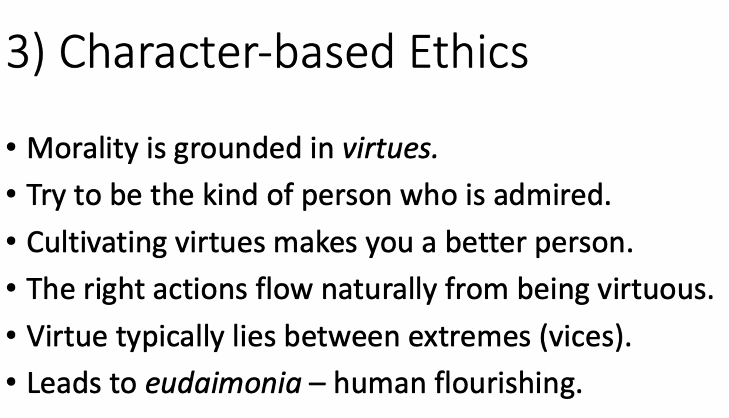 3) Character-based Ethics
• Morality is grounded in virtues.
• Try to be the kind of person who is admired.
• Cultivating virtues makes you a better person.
• The right actions flow naturally from being virtuous.
• Virtue typically lies between extremes (vices).
• Leads to eudaimonia – human flourishing.